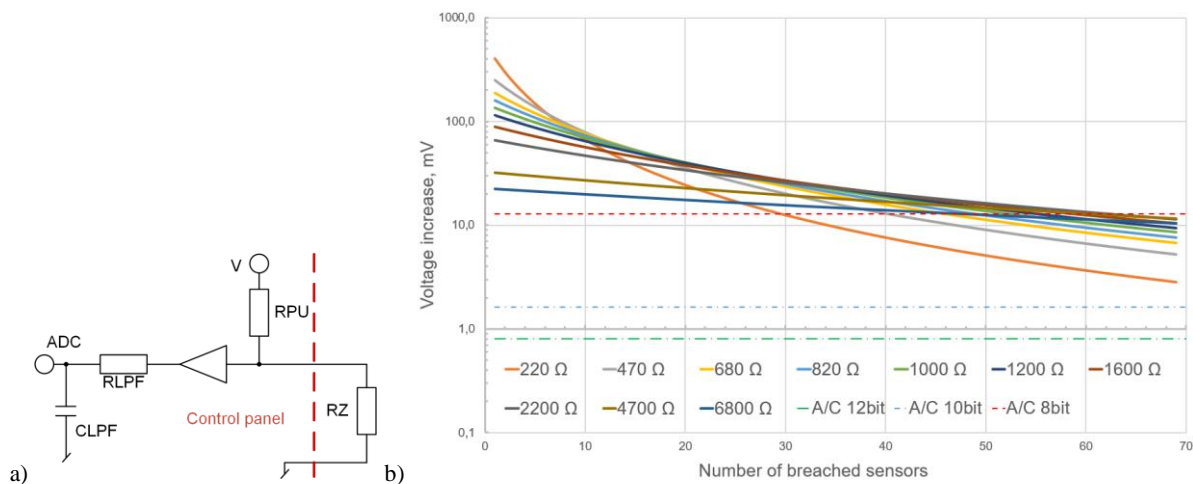 a)
V
RPU
ADC
RLPF
CLPF
Control panel
RZ
b)
Voltage increase, mV
1000,0
100,0
10,0
1,0
0,1
220 Ω 470 Ω 680 Ω 820 Ω 1000 Ω 1200 Ω 1600 Ω
2200 Ω 4700 Ω 6800 Ω A/C 12bit A/C 10bit A/C 8bit
0 10 20 30 40 50 60 70
Number of breached sensors